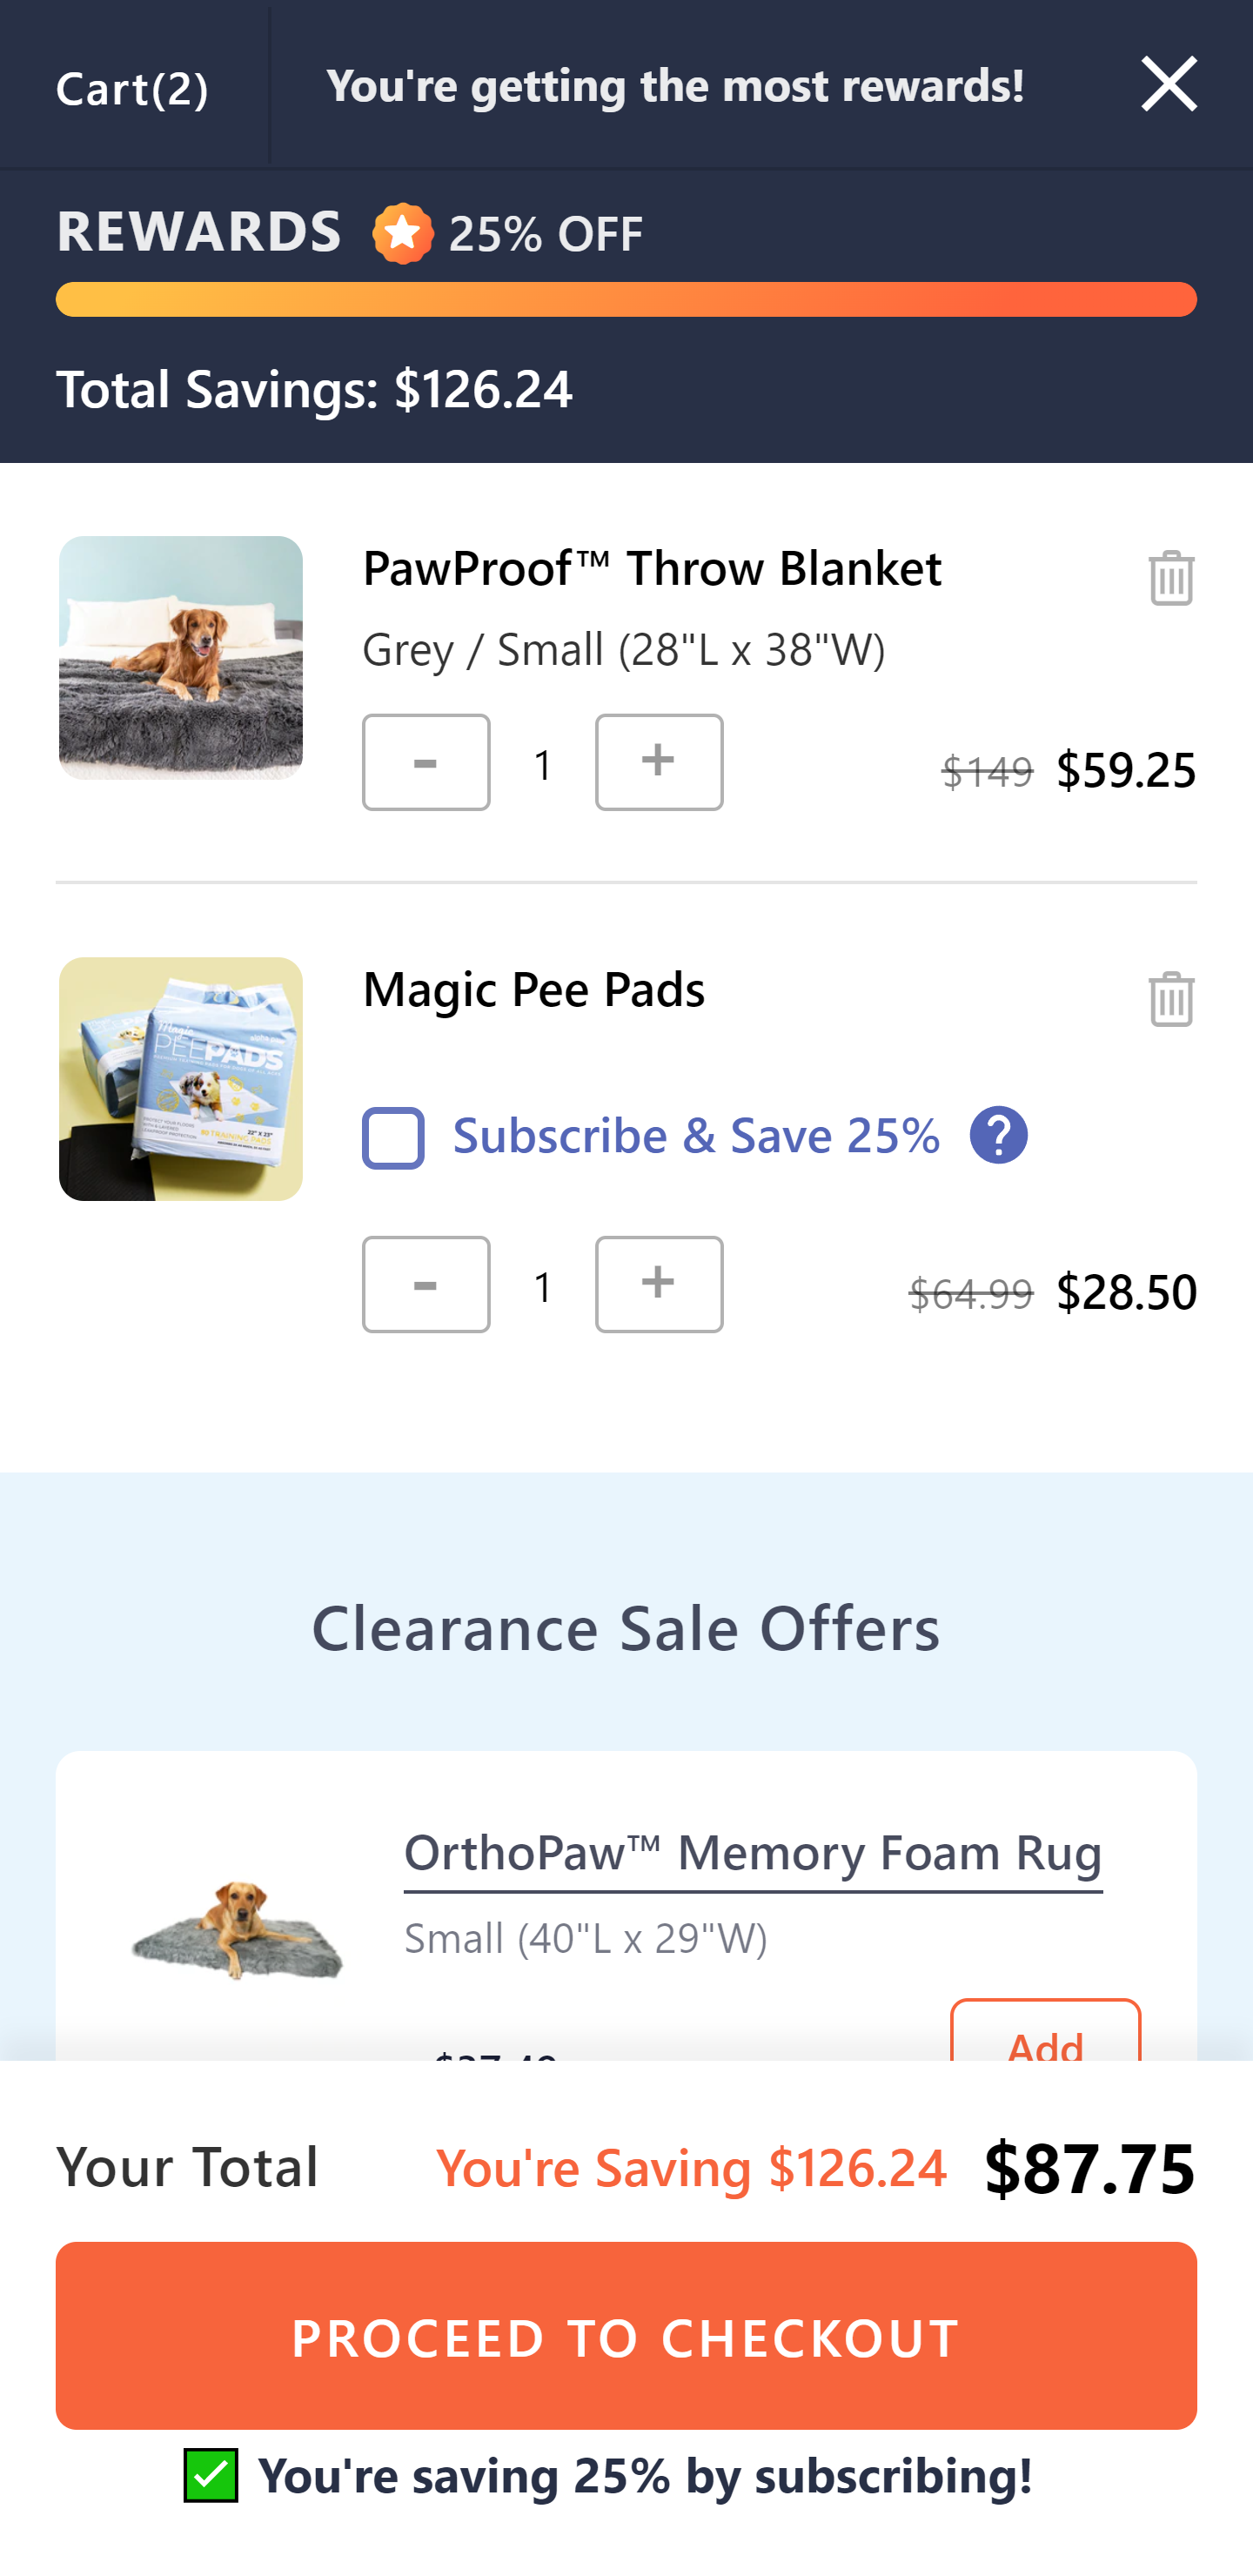 Cart(2)
You're getting the most rewards!
REWARDS 25% OFF
Total Savings: $126.24
PawProof™ Throw Blanket
Grey / Small (28"L x 38"W)
- 1 +
$149 $59.25
Magic Pee Pads
Magic
PEEPADS
Subscribe & Save 25% ?
- 1 +
$64.99 $28.50
Clearance Sale Offers
OrthoPaw™ Memory Foam Rug
Small (40"L x 29"W)
Add
Your Total
You're Saving $126.24
$87.75
PROCEED TO CHECKOUT
You're saving 25% by subscribing!